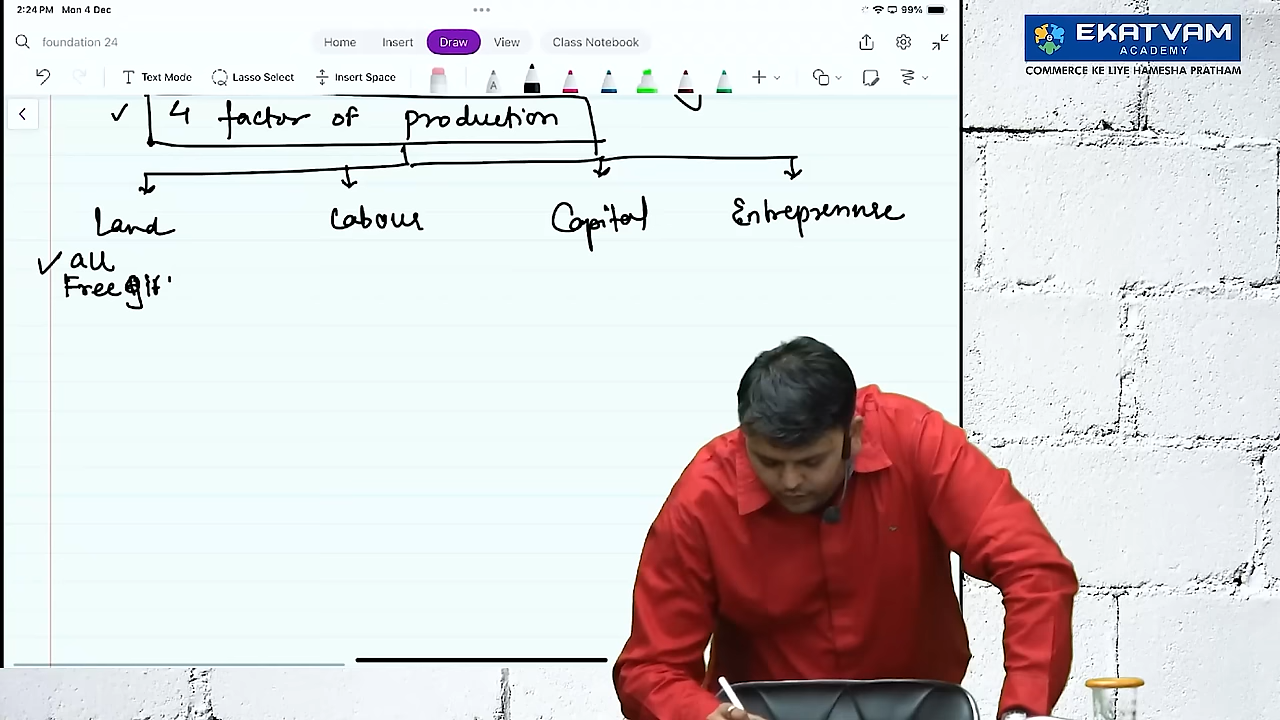 2:24 PM Mon 4 Dec
99%
foundation 24
Home Insert Draw View Class Notebook
Text Mode Lasso Select Insert Space
4 factor of production
Land Labour Capital Entreprennure
all
Free gift
EKATVAM
ACADEMY
COMMERCE KE LIYE HAMESHA PRATHAM